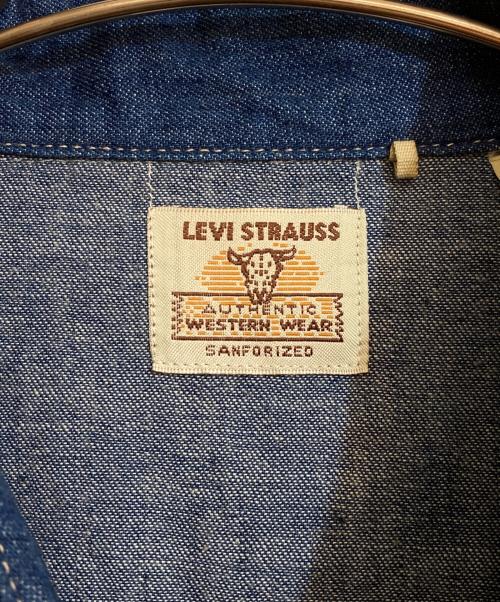 LEVI STRAUSS
AUTHENTIC
WESTERN WEAR
SANFORIZED